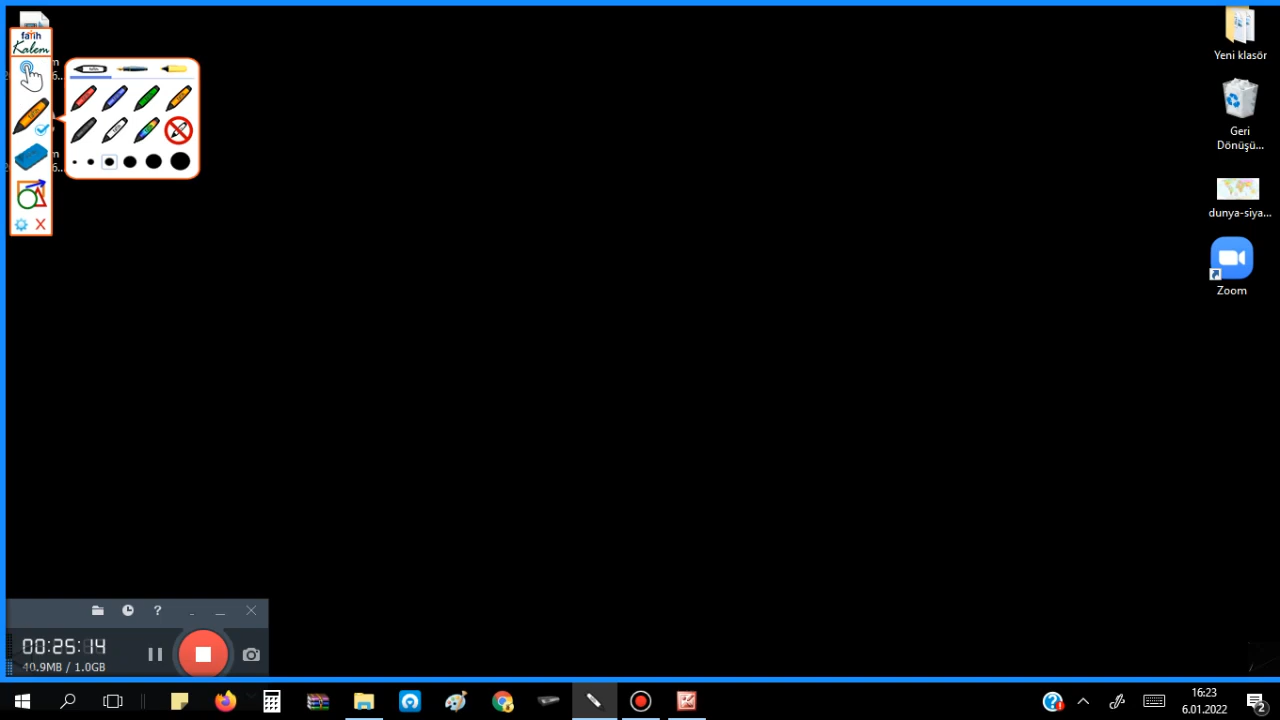 fatih
Kalem
Yeni klasör
Geri
Dönüşü...
dunya-siya...
Zoom
00:25:14
40.9MB / 1.0GB
16:23
6.01.2022
2